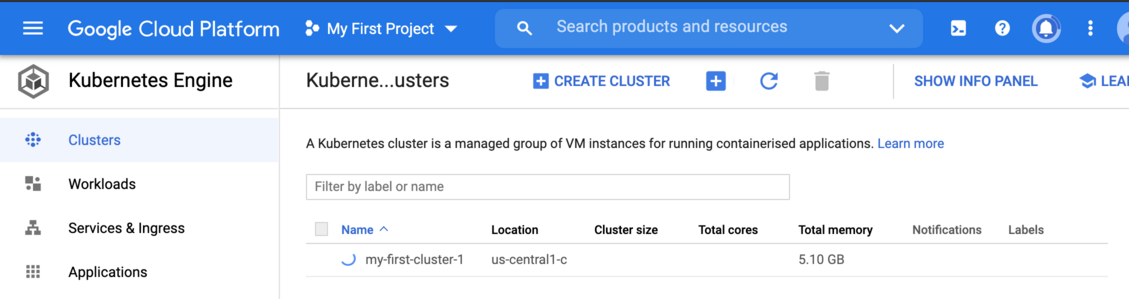 Google Cloud Platform My First Project Search products and resources
Kubernetes Engine Kuberne...usters CREATE CLUSTER SHOW INFO PANEL LEA
Clusters
A Kubernetes cluster is a managed group of VM instances for running containerised applications. Learn more
Workloads
Filter by label or name
Services & Ingress
Name Location Cluster size Total cores Total memory Notifications Labels
my-first-cluster-1 us-central1-c 5.10 GB
Applications